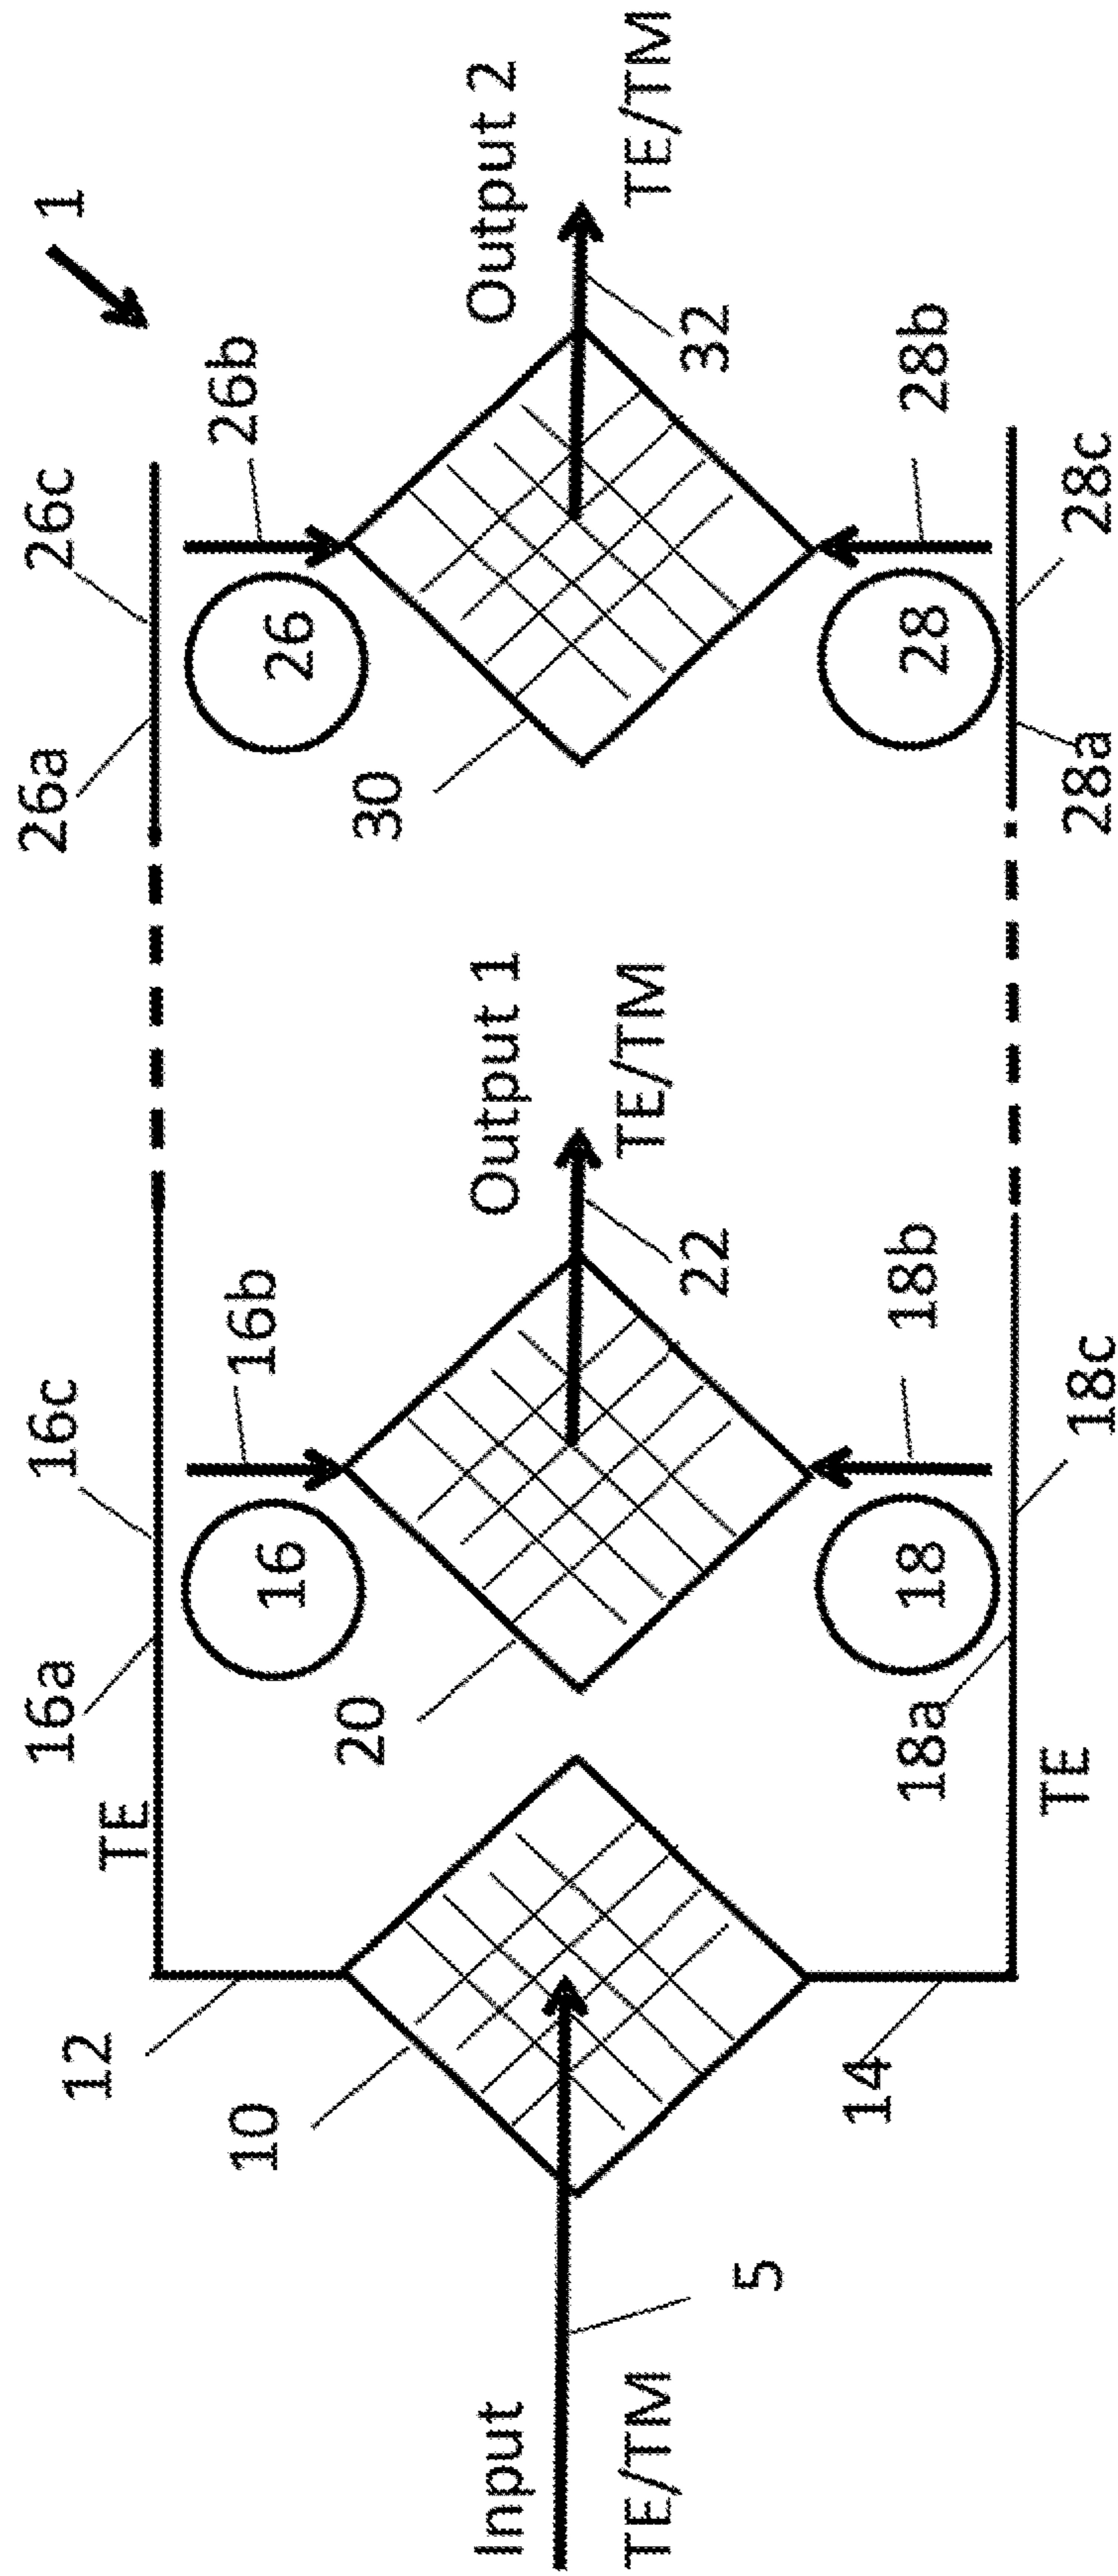 1
26a
26c
26b
16a
16c
16b
TE
12
26
16
10
30
20
Output 2
Output 1
Input
TE/TM
TE/TM
TE/TM
32
22
5
28
28b
18
18b
18a
14
TE
18c
28a
28c